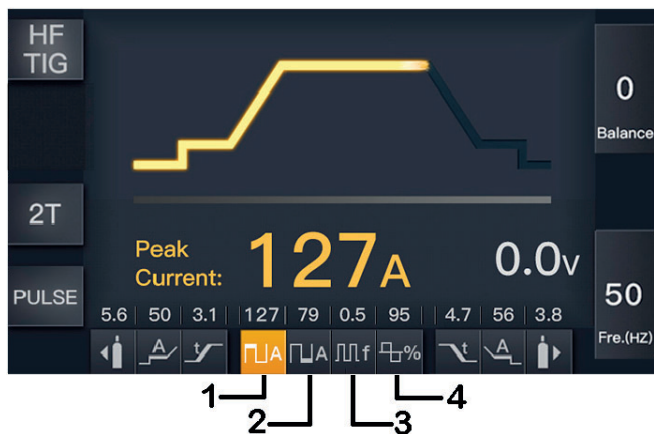 HF
TIG
0
Balance
2T
Peak
Current:
127A
0.0V
PULSE
50
Fre.(HZ)
5.6 50 3.1 127 79 0.5 95 4.7 56 3.8
A t A A f % t A
1 2 3 4